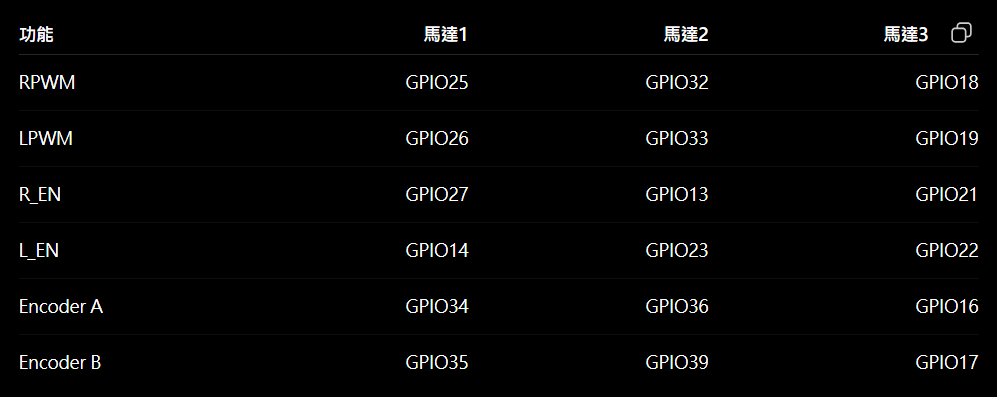 功能 馬達1 馬達2 馬達3
RPWM GPIO25 GPIO32 GPIO18
LPWM GPIO26 GPIO33 GPIO19
R_EN GPIO27 GPIO13 GPIO21
L_EN GPIO14 GPIO23 GPIO22
Encoder A GPIO34 GPIO36 GPIO16
Encoder B GPIO35 GPIO39 GPIO17